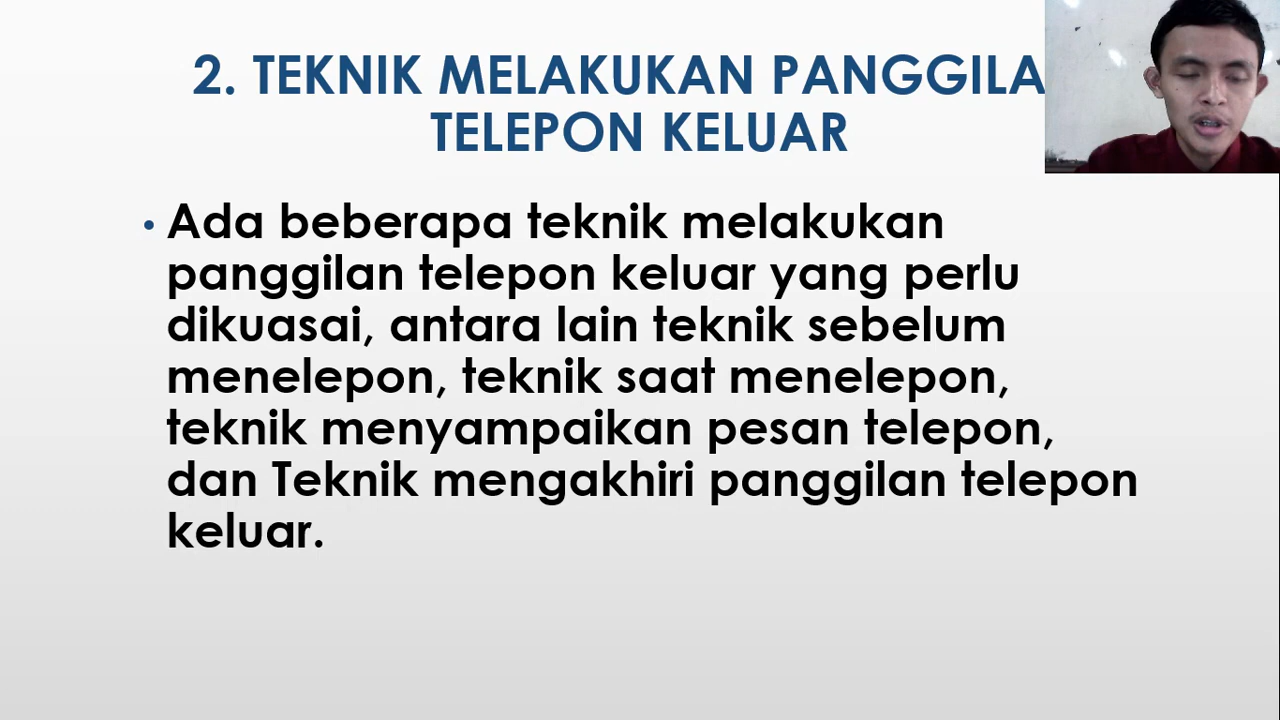 2. TEKNIK MELAKUKAN PANGGILA
TELEPON KELUAR
• Ada beberapa teknik melakukan
panggilan telepon keluar yang perlu
dikuasai, antara lain teknik sebelum
menelepon, teknik saat menelepon,
teknik menyampaikan pesan telepon,
dan Teknik mengakhiri panggilan telepon
keluar.